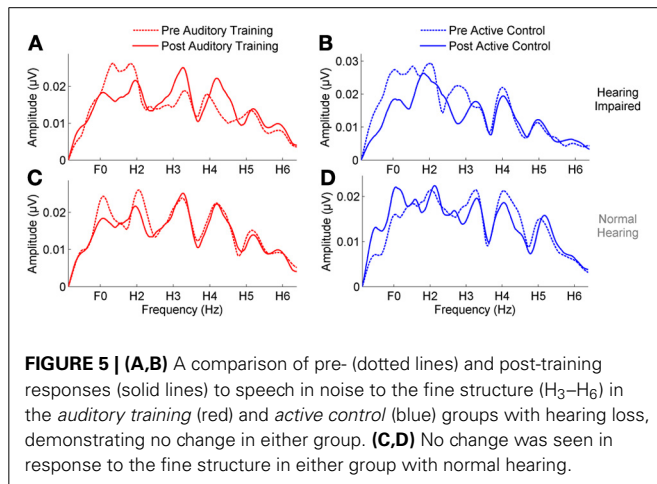 A
Pre Auditory Training
Post Auditory Training
B
Pre Active Control
Post Active Control
Amplitude (µV)
0.02
0.01
0
F0 H2 H3 H4 H5 H6
Amplitude (µV)
0.03
0.02
0.01
0
F0 H2 H3 H4 H5 H6
Hearing
Impaired
C
Amplitude (µV)
0.02
0.01
0
F0 H2 H3 H4 H5 H6
Frequency (Hz)
D
Amplitude (µV)
0.02
0.01
0
F0 H2 H3 H4 H5 H6
Frequency (Hz)
Normal
Hearing
FIGURE 5 | (A,B) A comparison of pre- (dotted lines) and post-training
responses (solid lines) to speech in noise to the fine structure (H₃–H₆) in
the auditory training (red) and active control (blue) groups with hearing loss,
demonstrating no change in either group. (C,D) No change was seen in
response to the fine structure in either group with normal hearing.